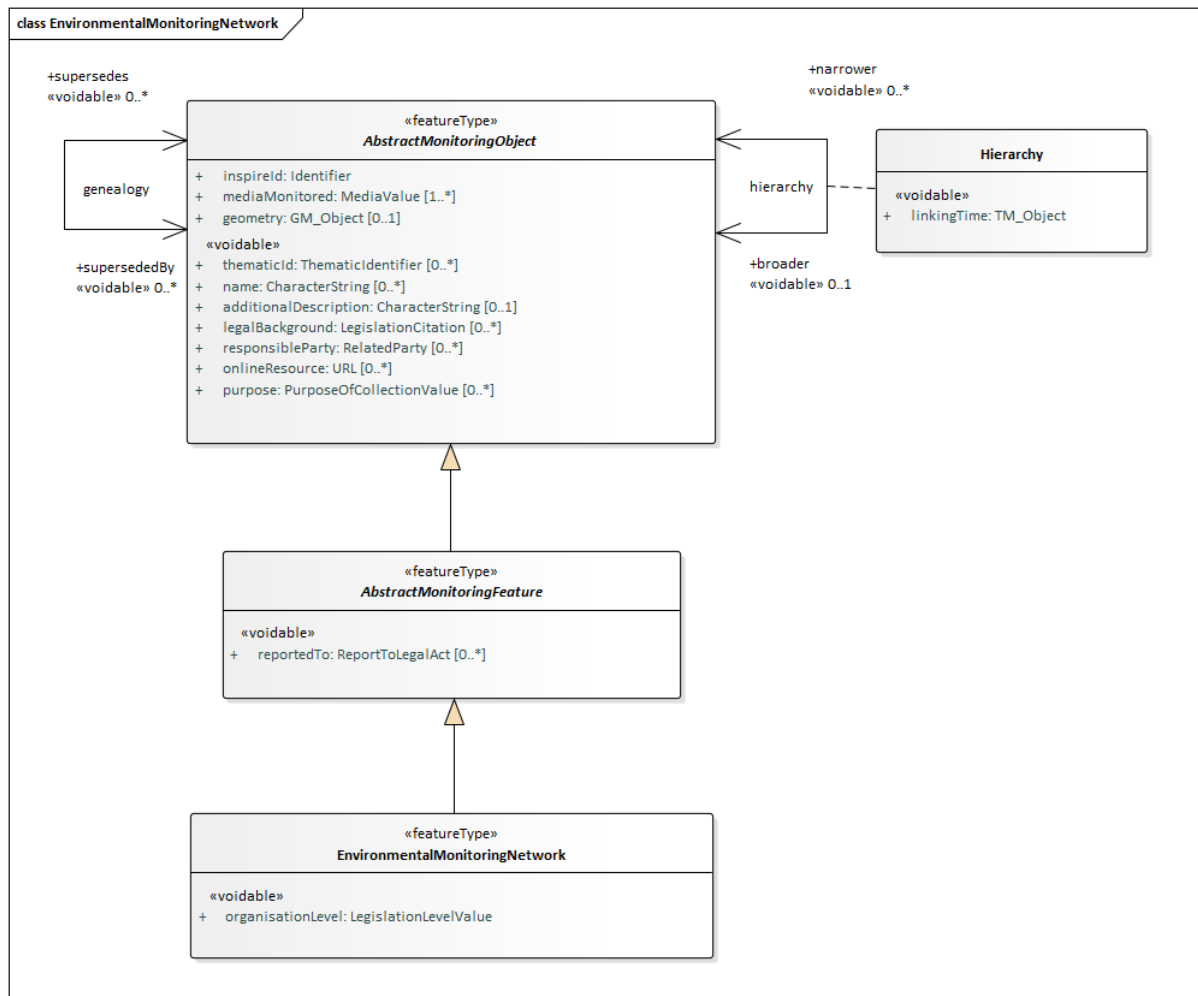 class EnvironmentalMonitoringNetwork
+supersedes
«voidable» 0..*
genealogy
+supersededBy
«voidable» 0..*
«featureType»
AbstractMonitoringObject
+ inspireId: Identifier
+ mediaMonitored: MediaValue [1..*]
+ geometry: GM_Object [0..1]
«voidable»
+ thematicId: ThematicIdentifier [0..*]
+ name: CharacterString [0..*]
+ additionalDescription: CharacterString [0..1]
+ legalBackground: LegislationCitation [0..*]
+ responsibleParty: RelatedParty [0..*]
+ onlineResource: URL [0..*]
+ purpose: PurposeOfCollectionValue [0..*]
+narrower
«voidable» 0..*
hierarchy
+broader
«voidable» 0..1
Hierarchy
«voidable»
+ linkingTime: TM_Object
«featureType»
AbstractMonitoringFeature
«voidable»
+ reportedTo: ReportToLegalAct [0..*]
«featureType»
EnvironmentalMonitoringNetwork
«voidable»
+ organisationLevel: LegislationLevelValue